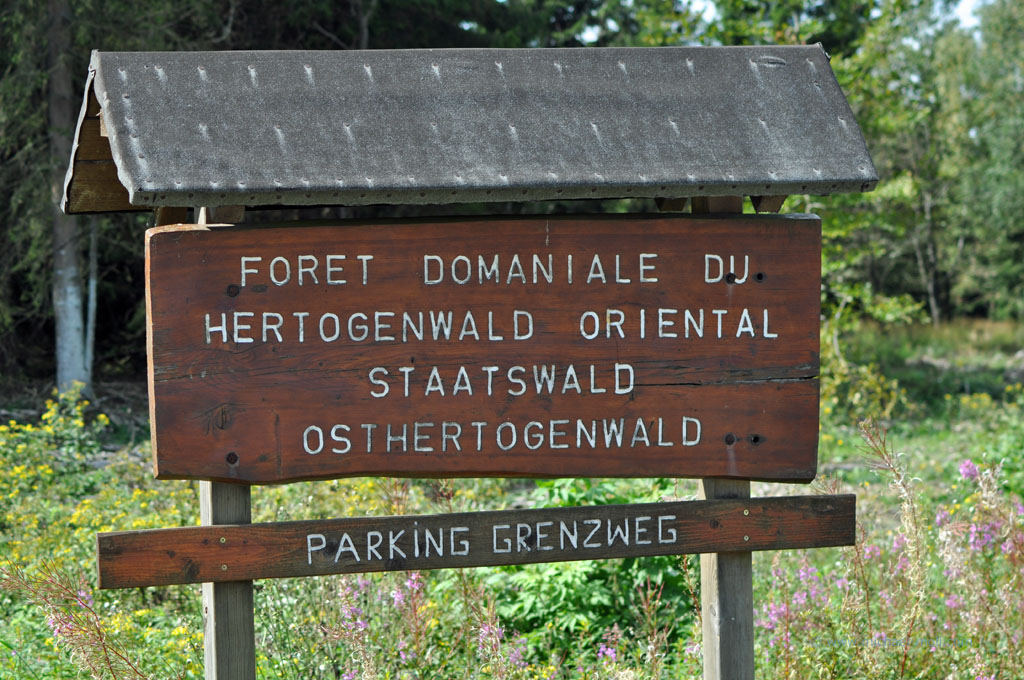 FORET DOMANIALE DU
HERTOGENWALD ORIENTAL
STAATSWALD
OSTHERTOGENWALD
PARKING GRENZWEG